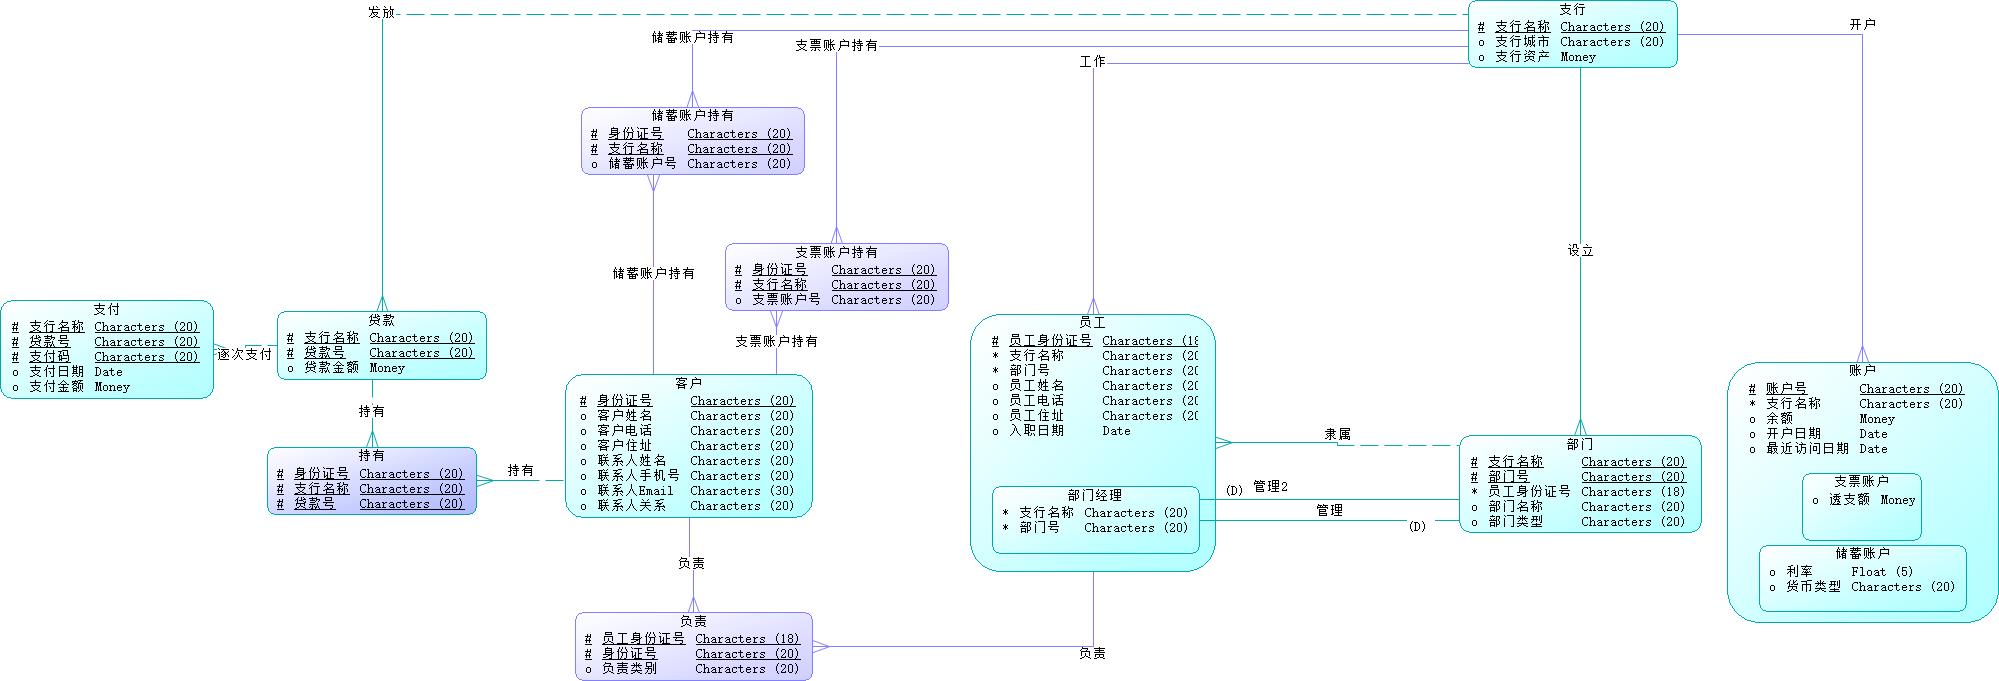 发放
支行
# 支行名称 Characters (20)
o 支行城市 Characters (20)
o 支行资产 Money
开户
储蓄账户持有
支票账户持有
工作
储蓄账户持有
# 身份证号 Characters (20)
# 支行名称 Characters (20)
o 储蓄账户号 Characters (20)
设立
储蓄账户持有
支票账户持有
# 身份证号 Characters (20)
# 支行名称 Characters (20)
o 支票账户号 Characters (20)
支票账户持有
支付
# 支行名称 Characters (20)
# 贷款号 Characters (20)
# 支付码 Characters (20)
o 支付日期 Date
o 支付金额 Money
逐次支付
贷款
# 支行名称 Characters (20)
# 贷款号 Characters (20)
o 贷款金额 Money
持有
持有
# 身份证号 Characters (20)
# 支行名称 Characters (20)
# 贷款号 Characters (20)
持有
客户
# 身份证号 Characters (20)
o 客户姓名 Characters (20)
o 客户电话 Characters (20)
o 客户住址 Characters (20)
o 联系人姓名 Characters (20)
o 联系人手机号 Characters (20)
o 联系人Email Characters (30)
o 联系人关系 Characters (20)
负责
负责
# 员工身份证号 Characters (18)
# 身份证号 Characters (20)
o 负责类别 Characters (20)
负责
员工
# 员工身份证号 Characters (18
* 支行名称 Characters (20
* 部门号 Characters (20
o 员工姓名 Characters (20
o 员工电话 Characters (20
o 员工住址 Characters (20
o 入职日期 Date
部门经理
* 支行名称 Characters (20)
* 部门号 Characters (20)
隶属
(D) 管理2
管理
(D)
部门
# 支行名称 Characters (20)
# 部门号 Characters (20)
* 员工身份证号 Characters (18)
o 部门名称 Characters (20)
o 部门类型 Characters (20)
账户
# 账户号 Characters (20)
* 支行名称 Characters (20)
o 余额 Money
o 开户日期 Date
o 最近访问日期 Date
支票账户
o 透支额 Money
储蓄账户
o 利率 Float (5)
o 货币类型 Characters (20)